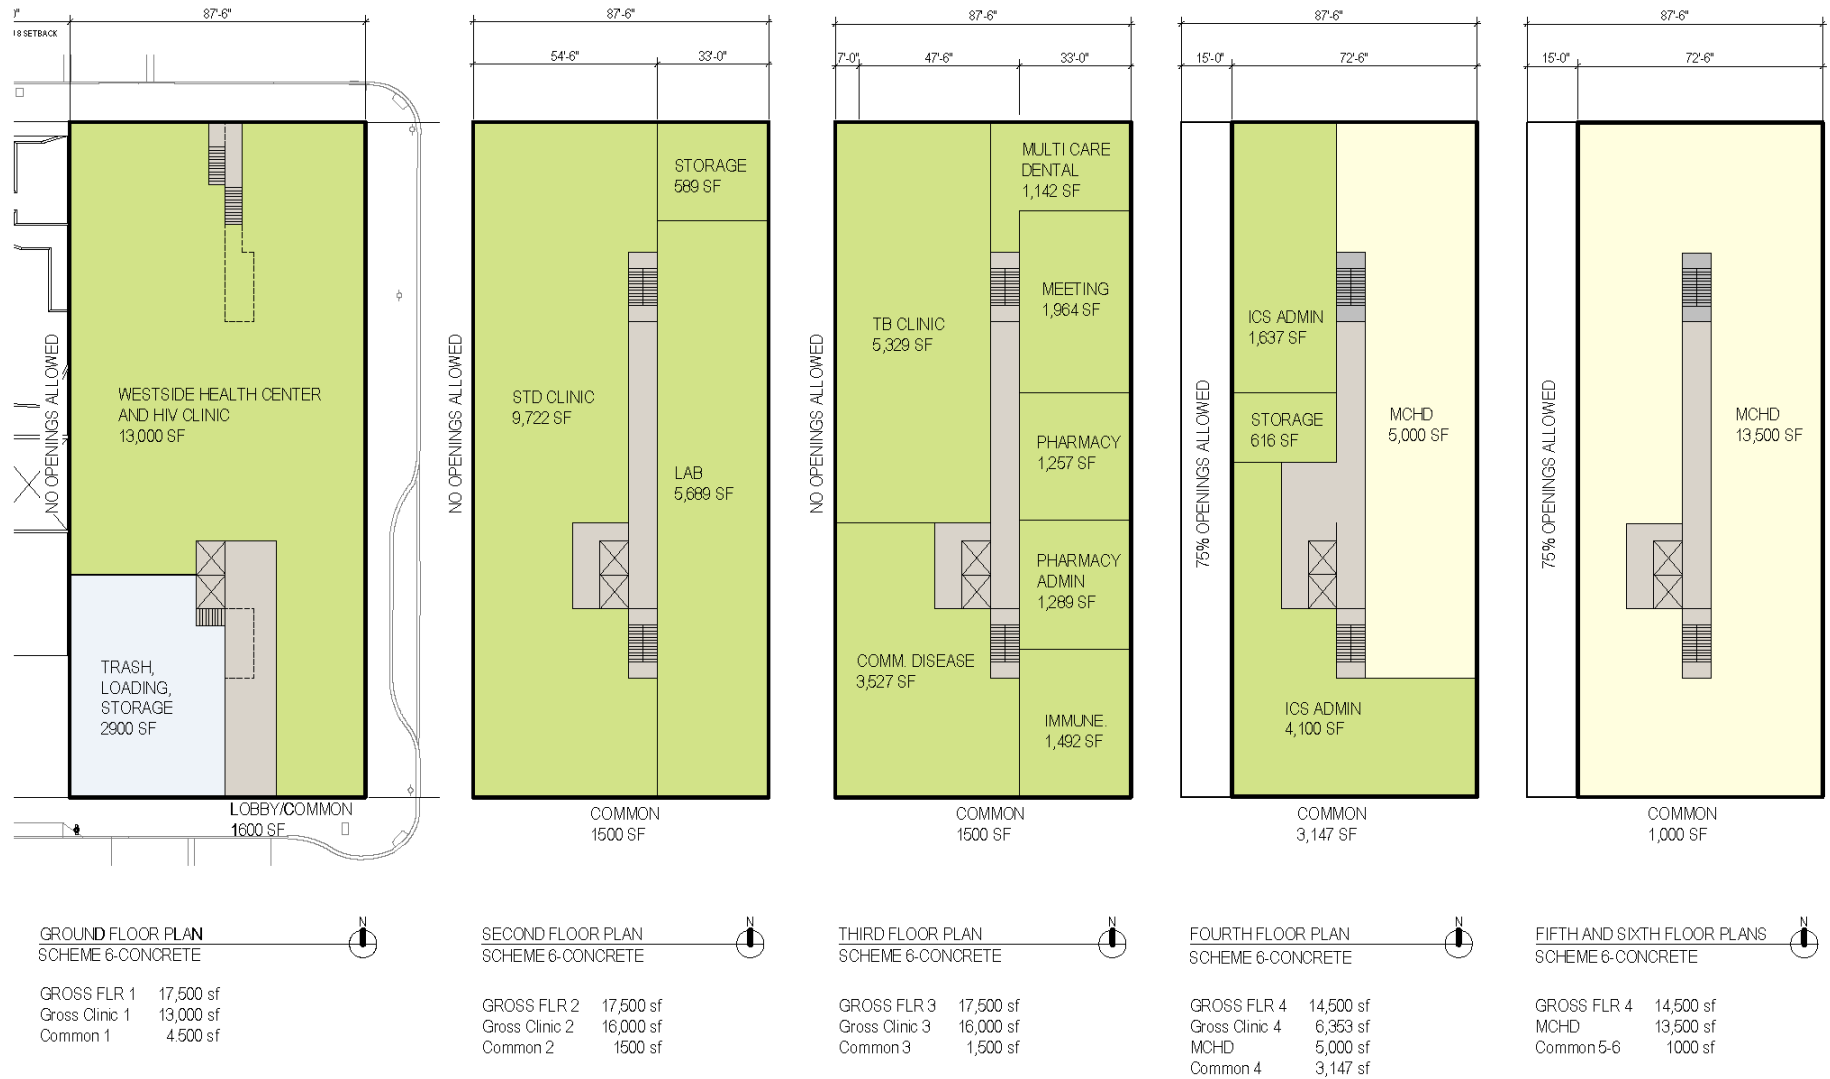 87'-6"
87'-6"
87'-6"
87'-6"
87'-6"
8 SETBACK
54'-6"
33'-0"
7'-0"
47'-6"
33'-0"
15'-0"
72'-6"
15'-0"
72'-6"
NO OPENINGS ALLOWED
WESTSIDE HEALTH CENTER
AND HIV CLINIC
13,000 SF
TRASH,
LOADING,
STORAGE
2900 SF
LOBBY/COMMON
1600 SF
NO OPENINGS ALLOWED
STORAGE
589 SF
STD CLINIC
9,722 SF
LAB
5,689 SF
COMMON
1500 SF
NO OPENINGS ALLOWED
MULTI CARE
DENTAL
1,142 SF
TB CLINIC
5,329 SF
MEETING
1,964 SF
PHARMACY
1,257 SF
PHARMACY
ADMIN
1,289 SF
COMM. DISEASE
3,527 SF
IMMUNE.
1,492 SF
COMMON
1500 SF
75% OPENINGS ALLOWED
ICS ADMIN
1,637 SF
STORAGE
616 SF
MCHD
5,000 SF
ICS ADMIN
4,100 SF
COMMON
3,147 SF
75% OPENINGS ALLOWED
MCHD
13,500 SF
COMMON
1,000 SF
GROUND FLOOR PLAN
N
SCHEME 6-CONCRETE
GROSS FLR 1 17,500 sf
Gross Clinic 1 13,000 sf
Common 1 4.500 sf
SECOND FLOOR PLAN
N
SCHEME 6-CONCRETE
GROSS FLR 2 17,500 sf
Gross Clinic 2 16,000 sf
Common 2 1500 sf
THIRD FLOOR PLAN
N
SCHEME 6-CONCRETE
GROSS FLR 3 17,500 sf
Gross Clinic 3 16,000 sf
Common 3 1,500 sf
FOURTH FLOOR PLAN
N
SCHEME 6-CONCRETE
GROSS FLR 4 14,500 sf
Gross Clinic 4 6,353 sf
MCHD 5,000 sf
Common 4 3,147 sf
FIFTH AND SIXTH FLOOR PLANS
N
SCHEME 6-CONCRETE
GROSS FLR 4 14,500 sf
MCHD 13,500 sf
Common 5-6 1000 sf